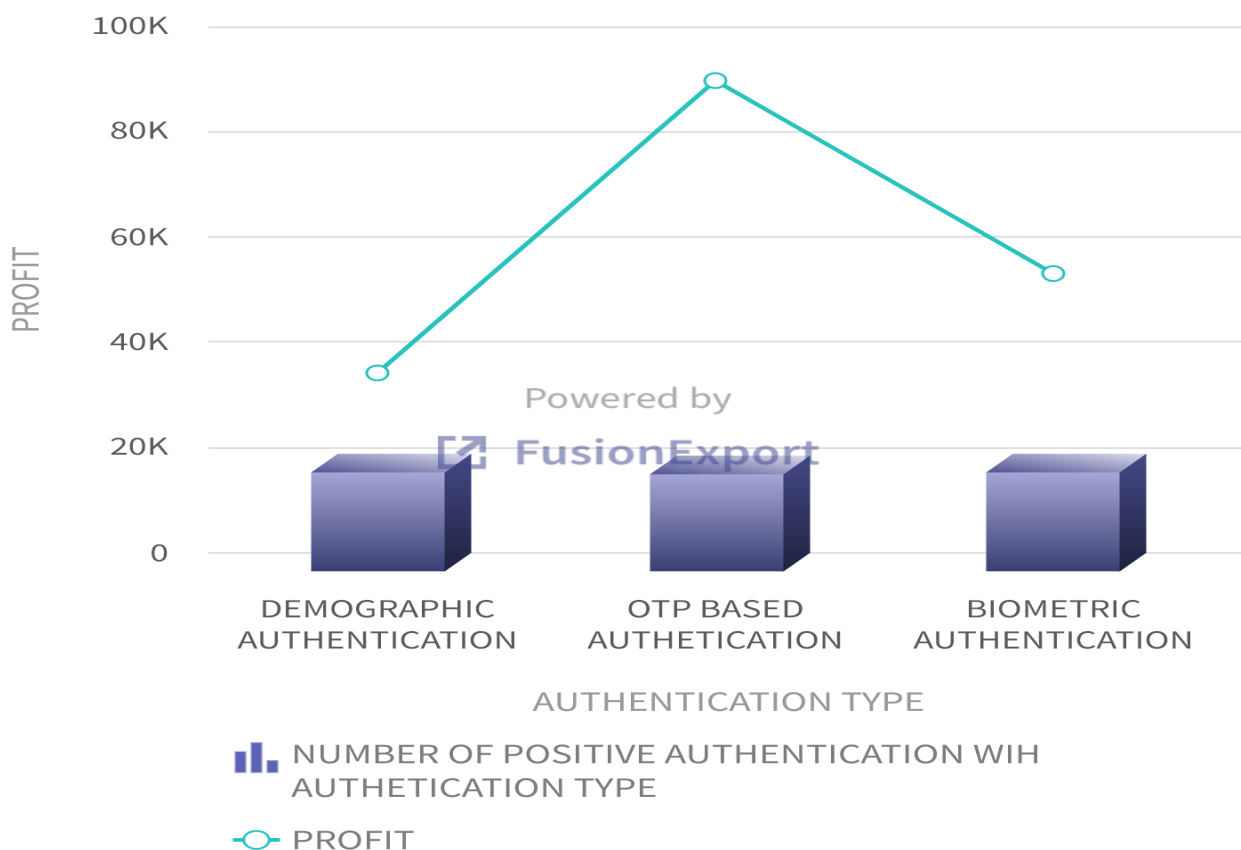 100K
80K
60K
40K
20K
0
PROFIT
Powered by
FusionExport
DEMOGRAPHIC
AUTHENTICATION
OTP BASED
AUTHETICATION
BIOMETRIC
AUTHENTICATION
AUTHENTICATION TYPE
NUMBER OF POSITIVE AUTHENTICATION WIH
AUTHETICATION TYPE
PROFIT